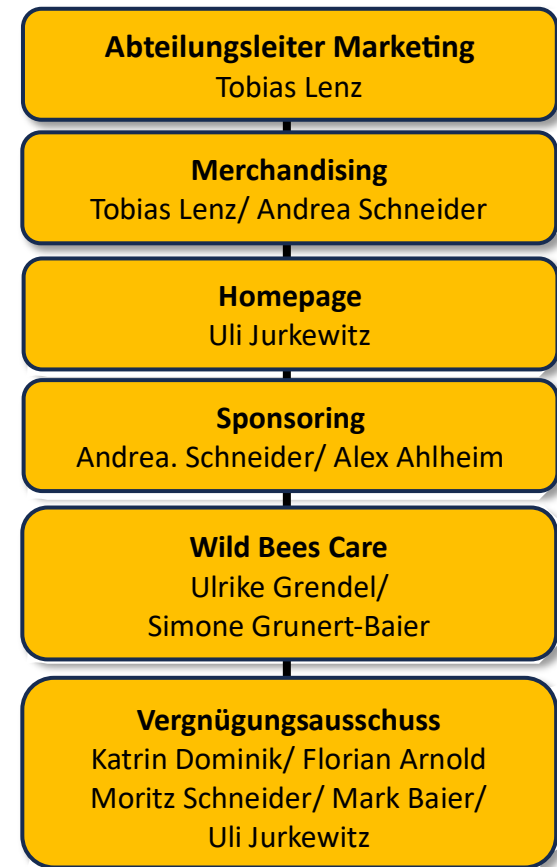 Abteilungsleiter Marketing
Tobias Lenz
Merchandising
Tobias Lenz/ Andrea Schneider
Homepage
Uli Jurkewitz
Sponsoring
Andrea. Schneider/ Alex Ahlheim
Wild Bees Care
Ulrike Grendel/
Simone Grunert-Baier
Vergnügungsausschuss
Katrin Dominik/ Florian Arnold
Moritz Schneider/ Mark Baier/
Uli Jurkewitz